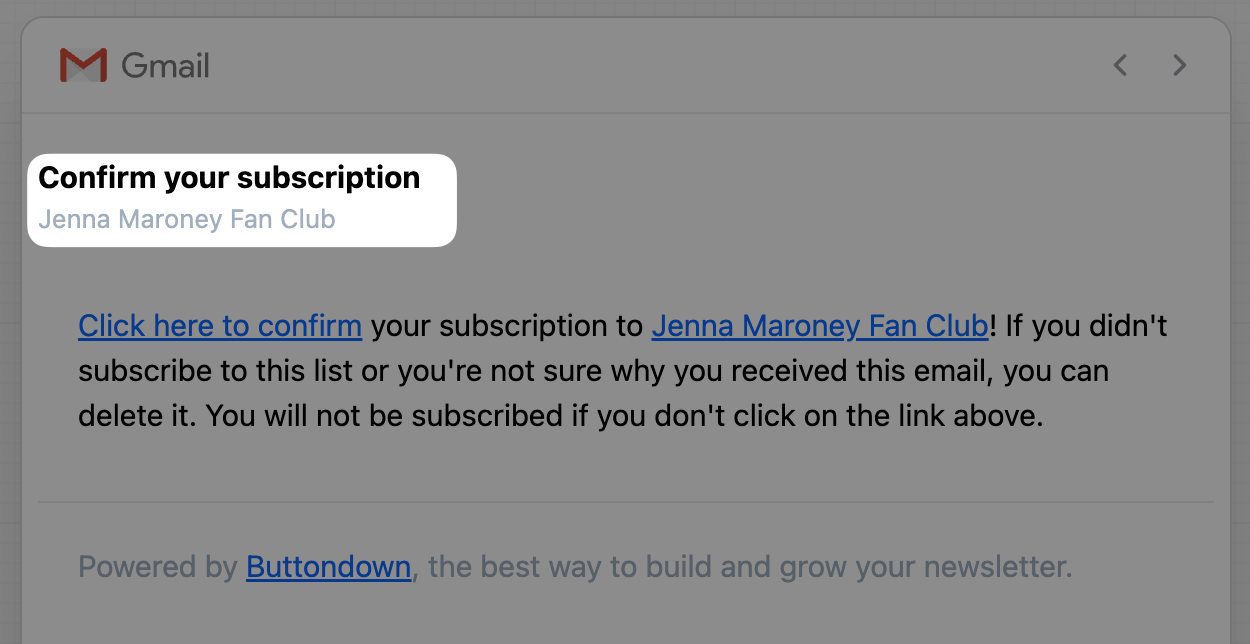 Gmail
Confirm your subscription
Jenna Maroney Fan Club
Click here to confirm your subscription to Jenna Maroney Fan Club! If you didn't
subscribe to this list or you're not sure why you received this email, you can
delete it. You will not be subscribed if you don't click on the link above.
Powered by Buttondown, the best way to build and grow your newsletter.